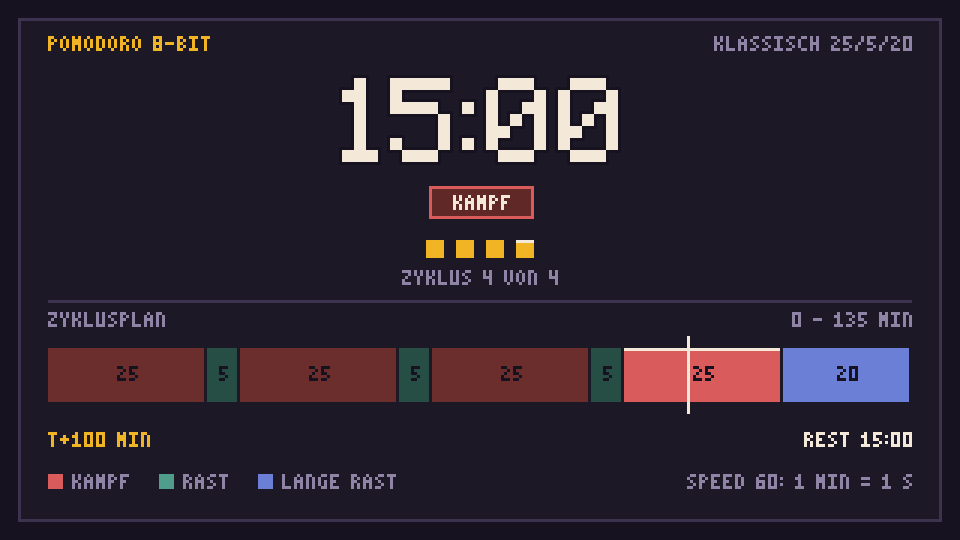 POMODORO 8-BIT
KLASSISCH 25/5/20
15:00
KAMPF
ZYKLUS 4 VON 4
ZYKLUSPLAN
0 - 135 MIN
25 5 25 5 25 5 25 20
T+100 MIN
REST 15:00
KAMPF RAST LANGE RAST
SPEED 60: 1 MIN = 1 S